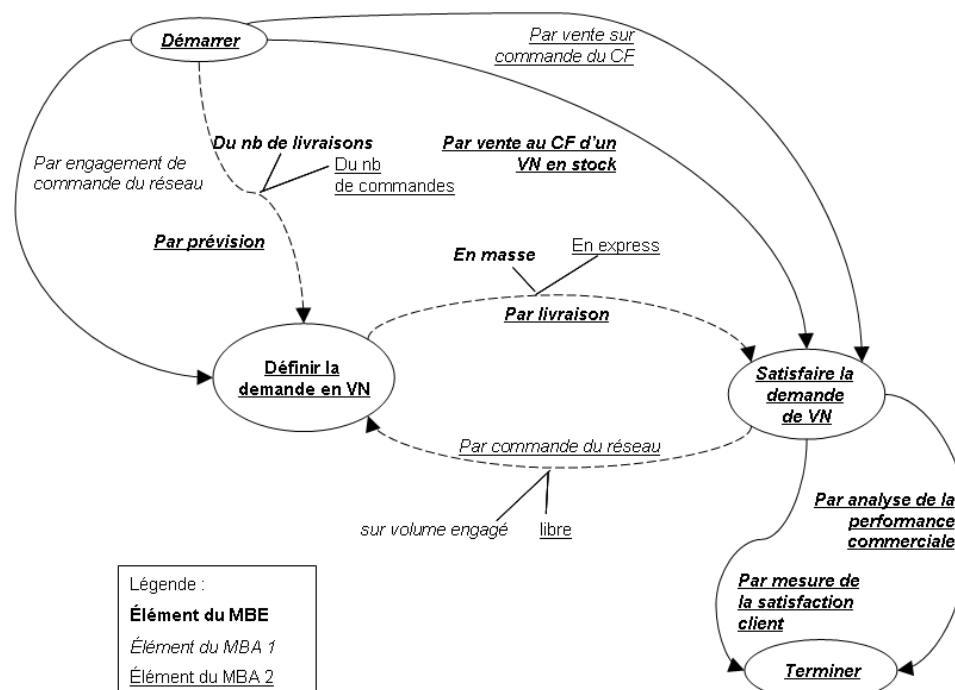 Démarrer
Par vente sur
commande du CF
Du nb de livraisons
Du nb
de commandes
Par vente au CF d'un
VN en stock
Par engagement de
commande du réseau
Par prévision
En masse
En express
Par livraison
Définir la
demande en VN
Satisfaire la
demande
de VN
Par commande du réseau
sur volume engagé
libre
Par analyse de la
performance
commerciale
Par mesure de
la satisfaction
client
Terminer
Légende :
Élément du MBE
Élément du MBA 1
Élément du MBA 2